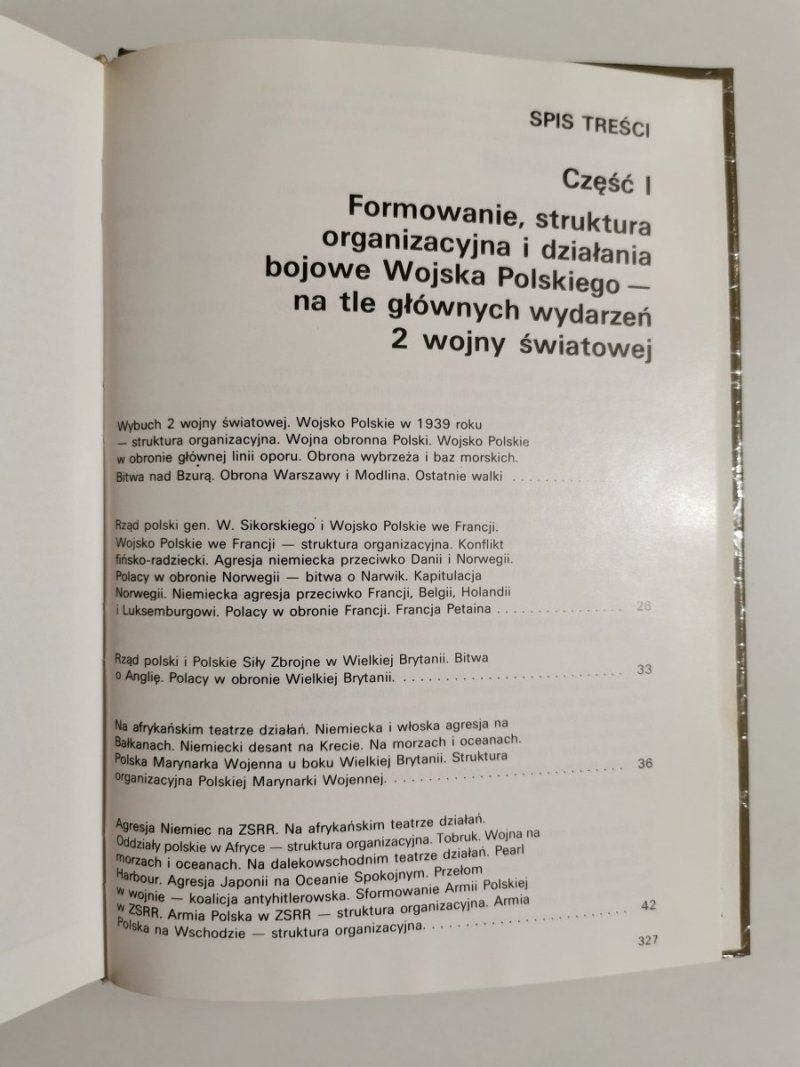 SPIS TREŚCI
Część I
Formowanie, struktura
organizacyjna i działania
bojowe Wojska Polskiego —
na tle głównych wydarzeń
2 wojny światowej
Wybuch 2 wojny światowej. Wojsko Polskie w 1939 roku
— struktura organizacyjna. Wojna obronna Polski. Wojsko Polskie
w obronie głównej linii oporu. Obrona wybrzeża i baz morskich.
Bitwa nad Bzurą. Obrona Warszawy i Modlina. Ostatnie walki . . . . . . . . . .
Rząd polski gen. W. Sikorskiego i Wojsko Polskie we Francji.
Wojsko Polskie we Francji — struktura organizacyjna. Konflikt
fińsko-radziecki. Agresja niemiecka przeciwko Danii i Norwegii.
Polacy w obronie Norwegii — bitwa o Narwik. Kapitulacja
Norwegii. Niemiecka agresja przeciwko Francji, Belgii, Holandii
i Luksemburgowi. Polacy w obronie Francji. Francja Petaina . . . . . . . . . . . . . . 26
Rząd polski i Polskie Siły Zbrojne w Wielkiej Brytanii. Bitwa
o Anglię. Polacy w obronie Wielkiej Brytanii. . . . . . . . . . . . . . . . . . . . . . . . . 33
Na afrykańskim teatrze działań. Niemiecka i włoska agresja na
Bałkanach. Niemiecki desant na Krecie. Na morzach i oceanach.
Polska Marynarka Wojenna u boku Wielkiej Brytanii. Struktura
organizacyjna Polskiej Marynarki Wojennej. . . . . . . . . . . . . . . . . . . . . . . . . . 36
Agresja Niemiec na ZSRR. Na afrykańskim teatrze działań.
Oddziały polskie w Afryce — struktura organizacyjna. Tobruk. Wojna na
morzach i oceanach. Na dalekowschodnim teatrze działań. Pearl
Harbour. Agresja Japonii na Oceanie Spokojnym. Przełom
w wojnie — koalicja antyhitlerowska. Sformowanie Armii Polskiej
w ZSRR. Armia Polska w ZSRR — struktura organizacyjna. Armia
Polska na Wschodzie — struktura organizacyjna. . . . . . . . . . . . . . . . . . . . . . 42
327